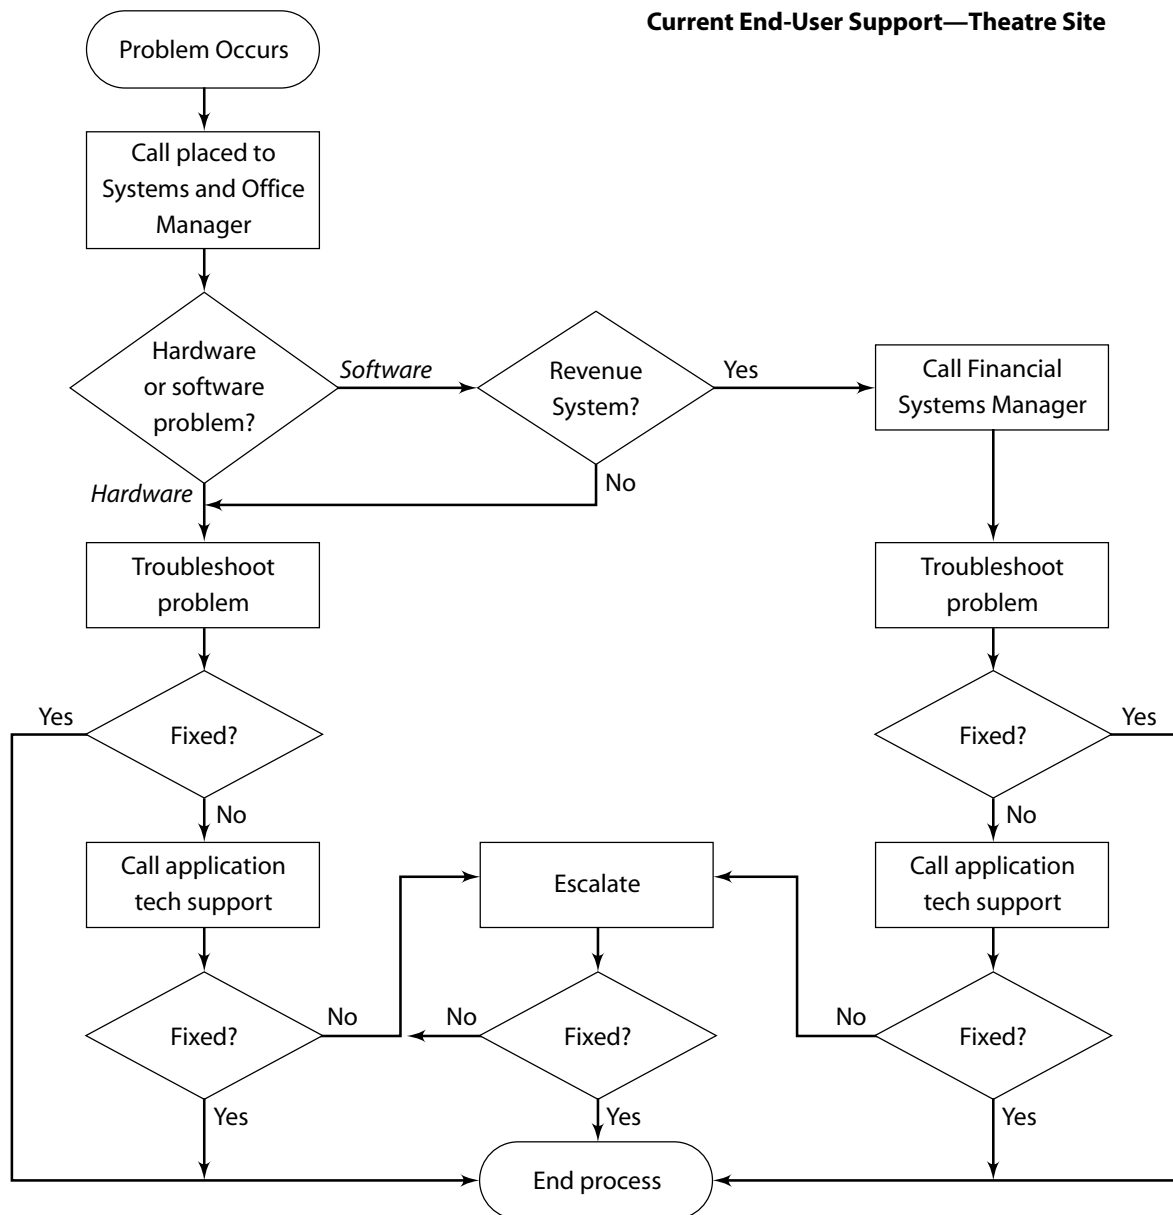 Current End-User Support—Theatre Site
Problem Occurs
Call placed to
Systems and Office
Manager
Hardware
or software
problem?
Software
Revenue
System?
Yes
Call Financial
Systems Manager
Hardware
No
Troubleshoot
problem
Troubleshoot
problem
Yes
Fixed?
Fixed?
Yes
No
No
Call application
tech support
Escalate
Call application
tech support
Fixed?
No
No
Fixed?
No
Fixed?
Yes
Yes
Yes
End process